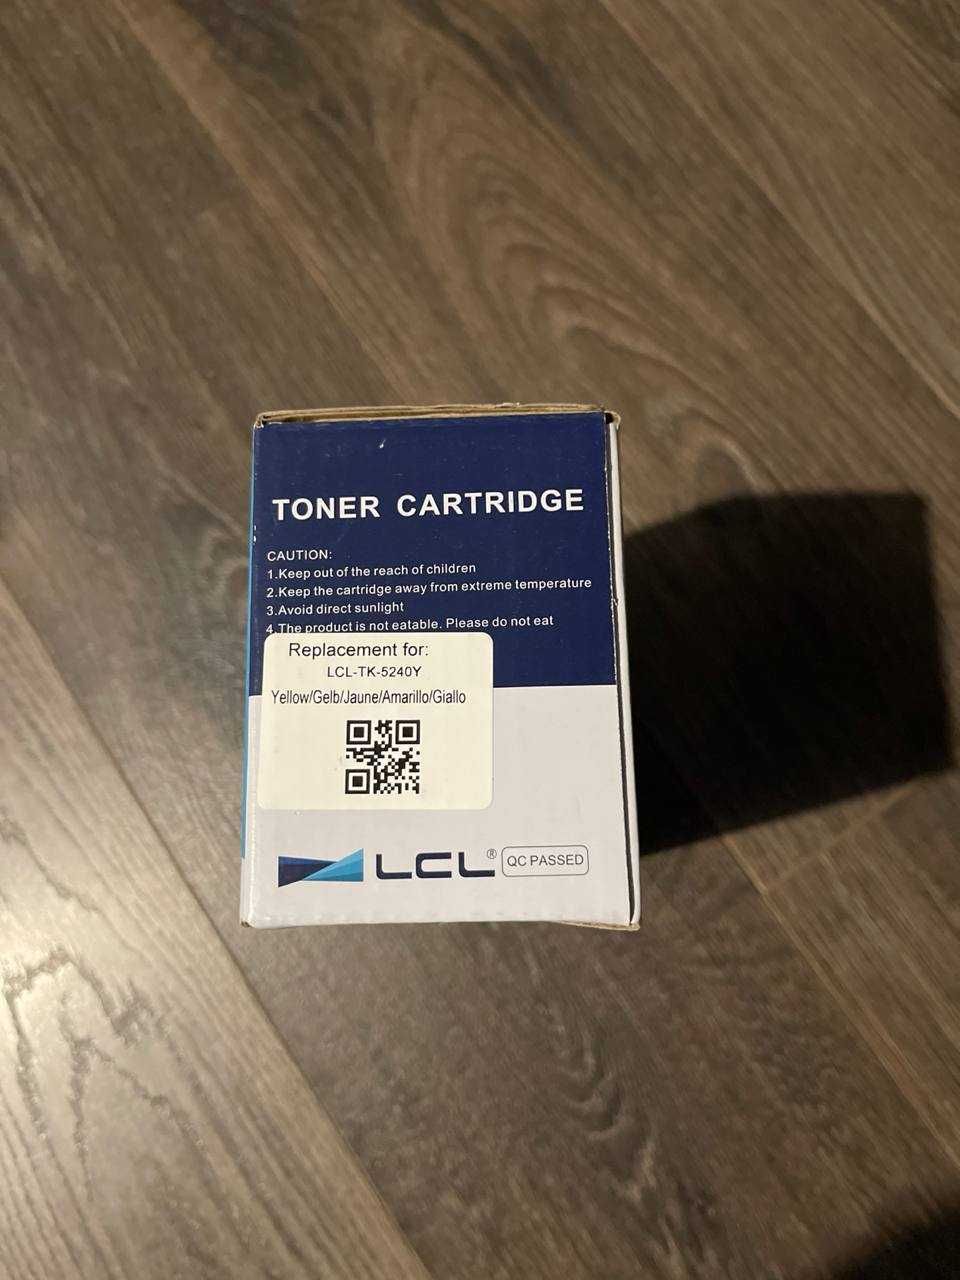 TONER CARTRIDGE
CAUTION:
1.Keep out of the reach of children
2.Keep the cartridge away from extreme temperature
3.Avoid direct sunlight
4.The product is not eatable. Please do not eat
Replacement for:
LCL-TK-5240Y
Yellow/Gelb/Jaune/Amarillo/Giallo
LCL® QC PASSED